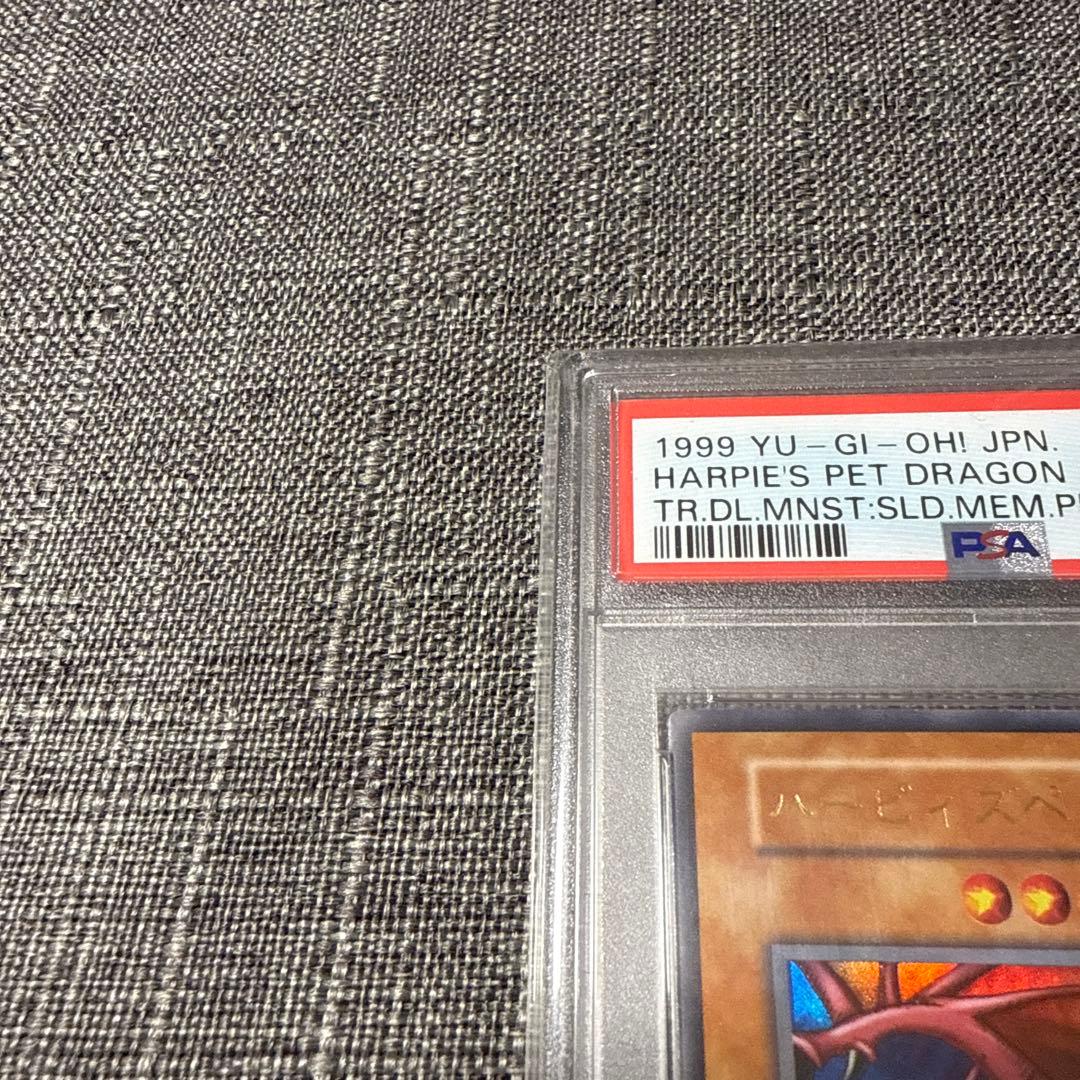 1999 YU-GI-OH! JPN.
HARPIE'S PET DRAGON
TR.DL.MNST:SLD.MEM.P
PSA
ハーピィズペ